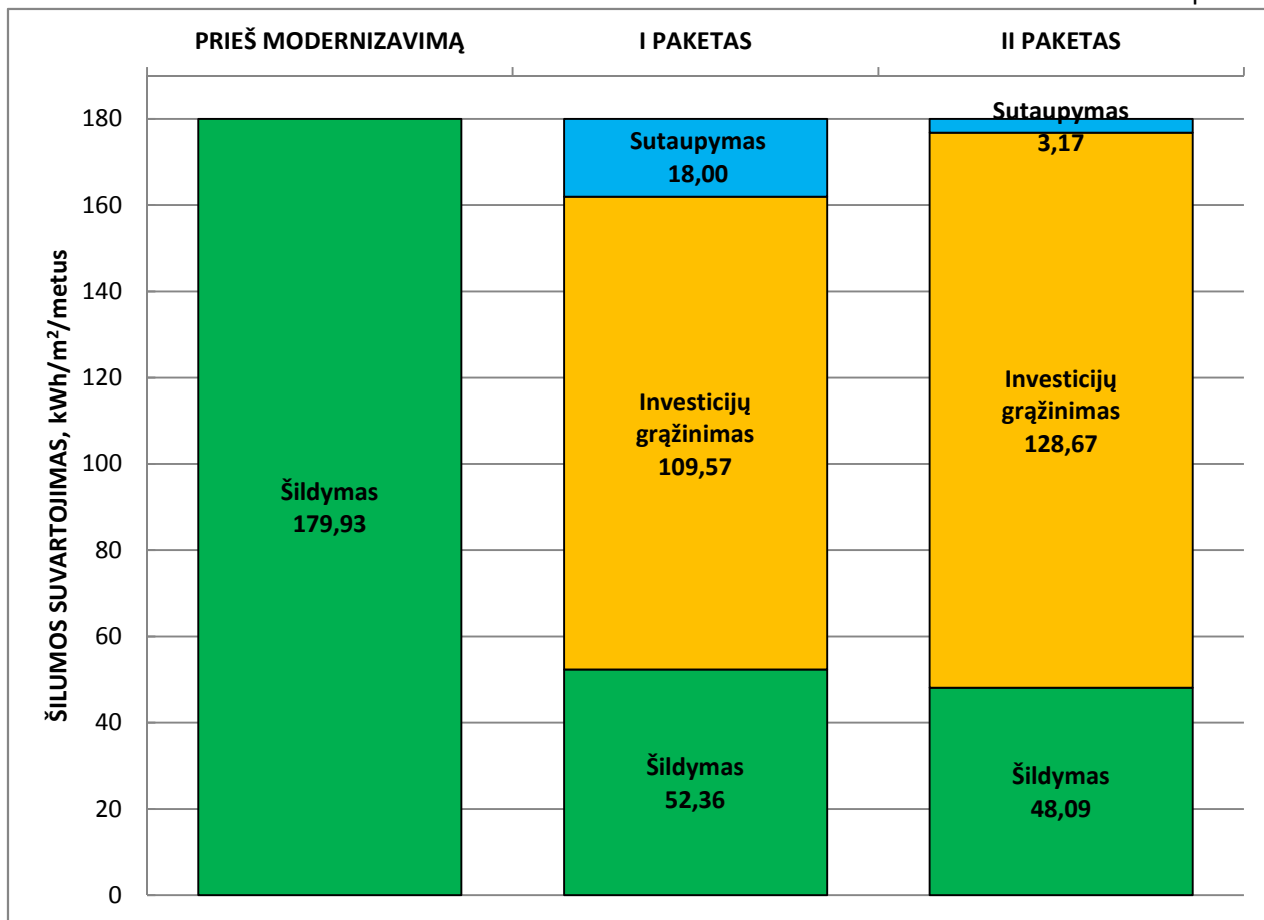 PRIEŠ MODERNIZAVIMĄ
I PAKETAS
II PAKETAS
ŠILUMOS SUVARTOJIMAS, kWh/m²/metus
180
160
140
120
100
80
60
40
20
0
Šildymas
179,93
Sutaupymas
18,00
Investicijų
grąžinimas
109,57
Šildymas
52,36
Sutaupymas
3,17
Investicijų
grąžinimas
128,67
Šildymas
48,09